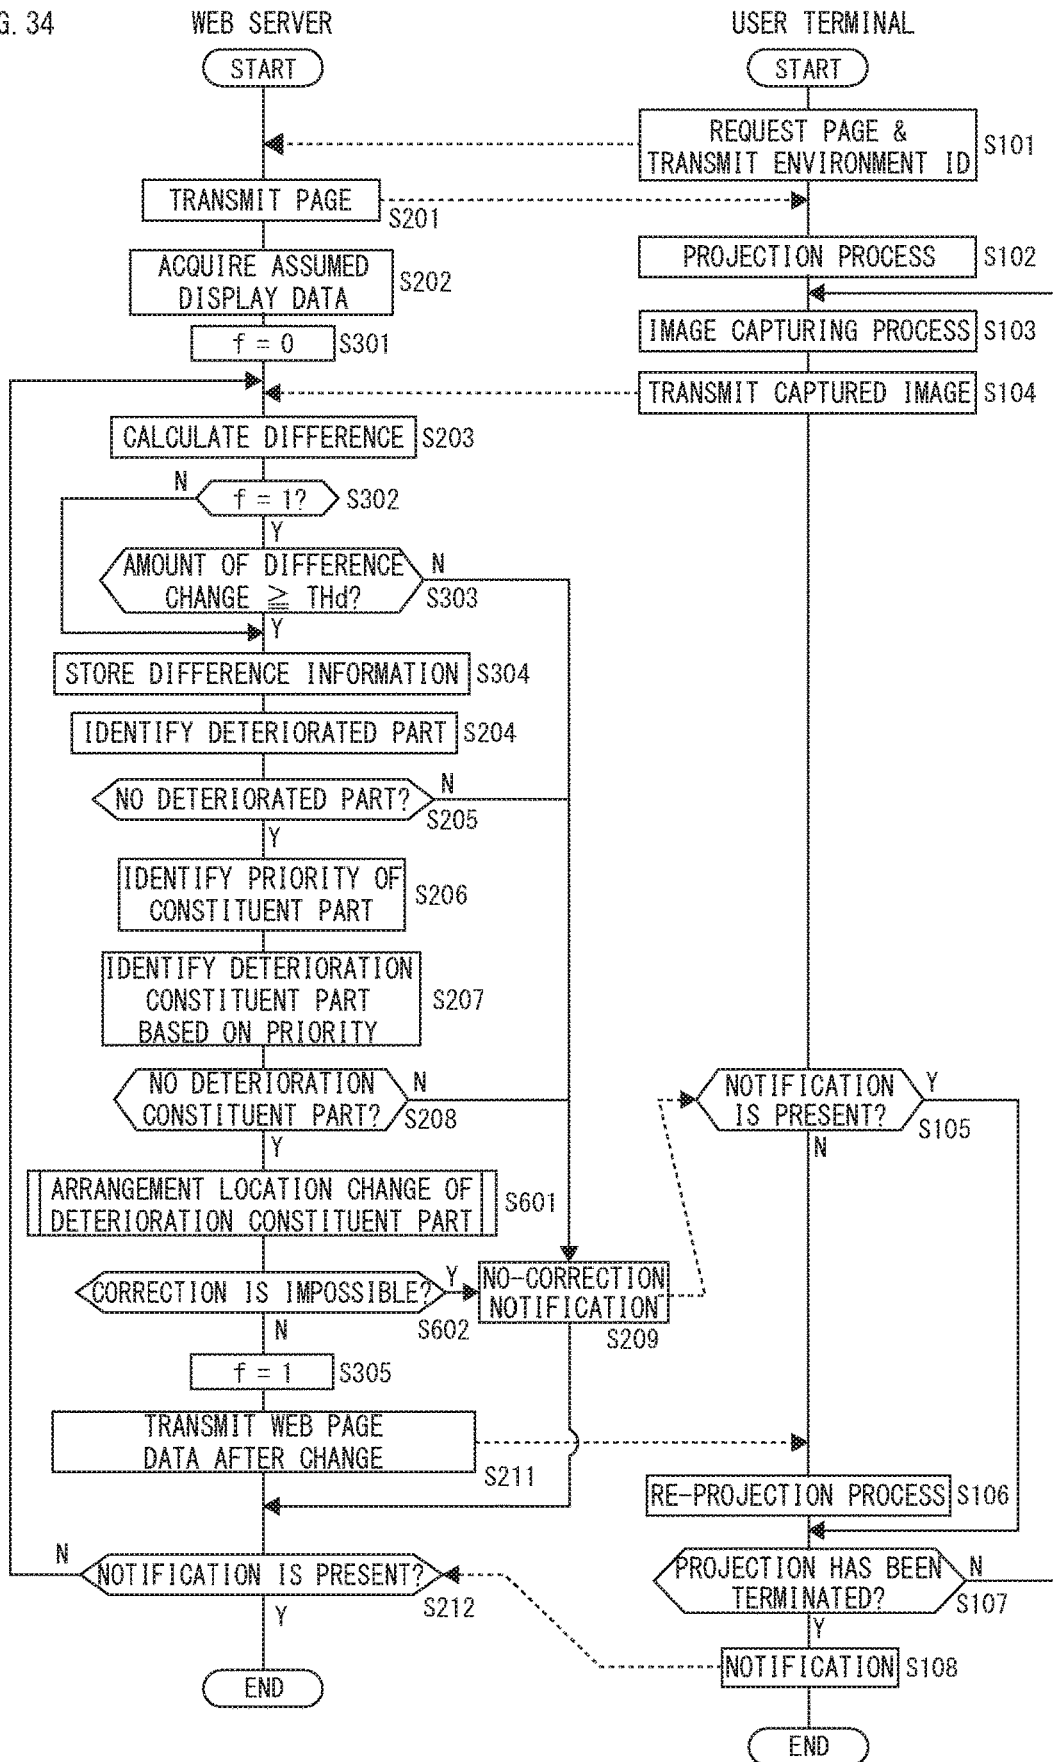 G. 34
WEB SERVER
START
TRANSMIT PAGE
S201
ACQUIRE ASSUMED
DISPLAY DATA
S202
f = 0
S301
CALCULATE DIFFERENCE
S203
N
f = 1?
S302
Y
AMOUNT OF DIFFERENCE
CHANGE ≧ THd?
N
S303
Y
STORE DIFFERENCE INFORMATION
S304
IDENTIFY DETERIORATED PART
S204
NO DETERIORATED PART?
N
S205
Y
IDENTIFY PRIORITY OF
CONSTITUENT PART
S206
IDENTIFY DETERIORATION
CONSTITUENT PART
BASED ON PRIORITY
S207
NO DETERIORATION
CONSTITUENT PART?
N
S208
Y
ARRANGEMENT LOCATION CHANGE OF
DETERIORATION CONSTITUENT PART
S601
CORRECTION IS IMPOSSIBLE?
Y
S602
N
NO-CORRECTION
NOTIFICATION
S209
f = 1
S305
TRANSMIT WEB PAGE
DATA AFTER CHANGE
S211
N
NOTIFICATION IS PRESENT?
S212
Y
END
USER TERMINAL
START
REQUEST PAGE &
TRANSMIT ENVIRONMENT ID
S101
PROJECTION PROCESS
S102
IMAGE CAPTURING PROCESS
S103
TRANSMIT CAPTURED IMAGE
S104
NOTIFICATION
IS PRESENT?
Y
S105
N
RE-PROJECTION PROCESS
S106
PROJECTION HAS BEEN
TERMINATED?
N
S107
Y
NOTIFICATION
S108
END